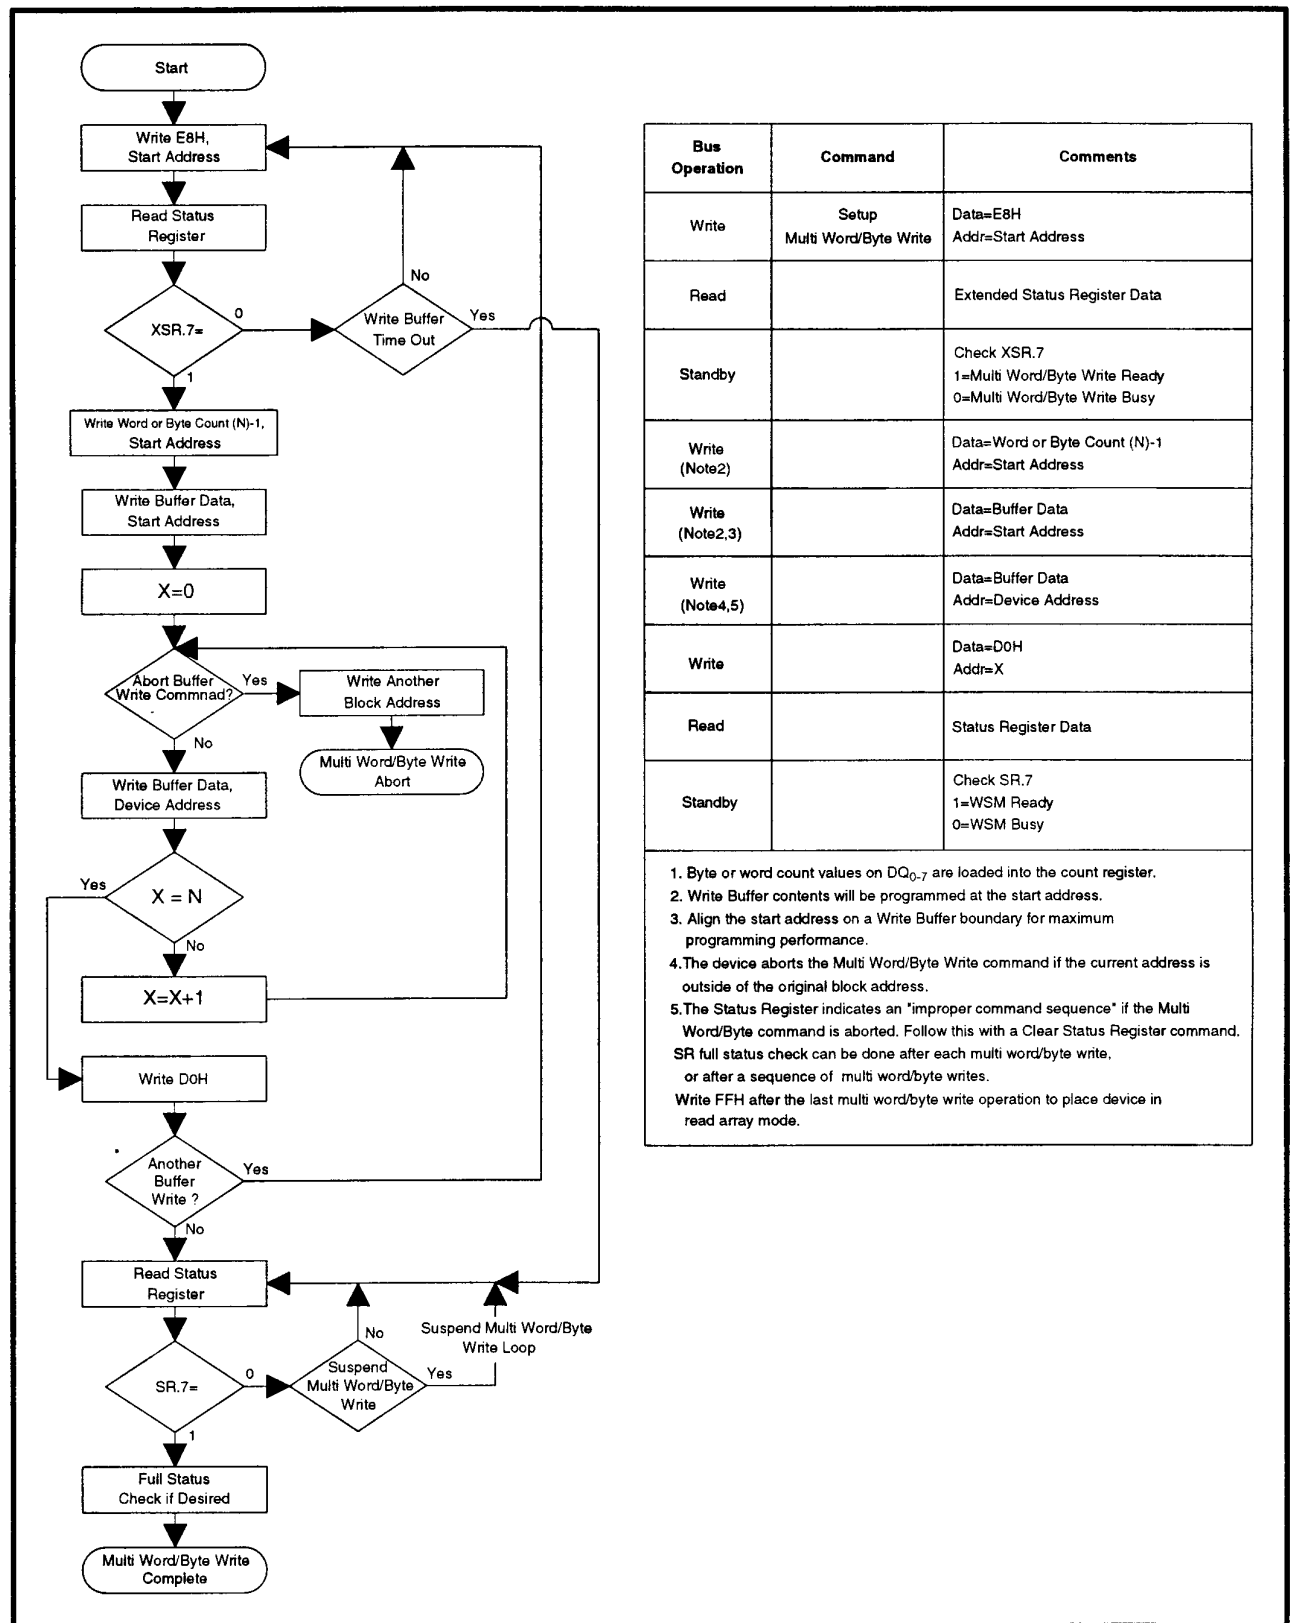 Start
Write E8H,
Start Address
Read Status
Register
XSR.7=
0
1
Write Buffer
Time Out
No
Yes
Write Word or Byte Count (N)-1,
Start Address
Write Buffer Data,
Start Address
X=0
Abort Buffer
Write Commnad?
Yes
No
Write Another
Block Address
Multi Word/Byte Write
Abort
Write Buffer Data,
Device Address
X = N
Yes
No
X=X+1
Write D0H
Another
Buffer
Write ?
Yes
No
Read Status
Register
SR.7=
0
1
Suspend
Multi Word/Byte
Write
No
Yes
Suspend Multi Word/Byte
Write Loop
Full Status
Check if Desired
Multi Word/Byte Write
Complete
Bus
Operation
Command
Comments
Write
Setup
Multi Word/Byte Write
Data=E8H
Addr=Start Address
Read
Extended Status Register Data
Standby
Check XSR.7
1=Multi Word/Byte Write Ready
0=Multi Word/Byte Write Busy
Write
(Note2)
Data=Word or Byte Count (N)-1
Addr=Start Address
Write
(Note2,3)
Data=Buffer Data
Addr=Start Address
Write
(Note4,5)
Data=Buffer Data
Addr=Device Address
Write
Data=D0H
Addr=X
Read
Status Register Data
Standby
Check SR.7
1=WSM Ready
0=WSM Busy
1. Byte or word count values on DQ0-7 are loaded into the count register.
2. Write Buffer contents will be programmed at the start address.
3. Align the start address on a Write Buffer boundary for maximum
programming performance.
4.The device aborts the Multi Word/Byte Write command if the current address is
outside of the original block address.
5.The Status Register indicates an "improper command sequence" if the Multi
Word/Byte command is aborted. Follow this with a Clear Status Register command.
SR full status check can be done after each multi word/byte write,
or after a sequence of multi word/byte writes.
Write FFH after the last multi word/byte write operation to place device in
read array mode.